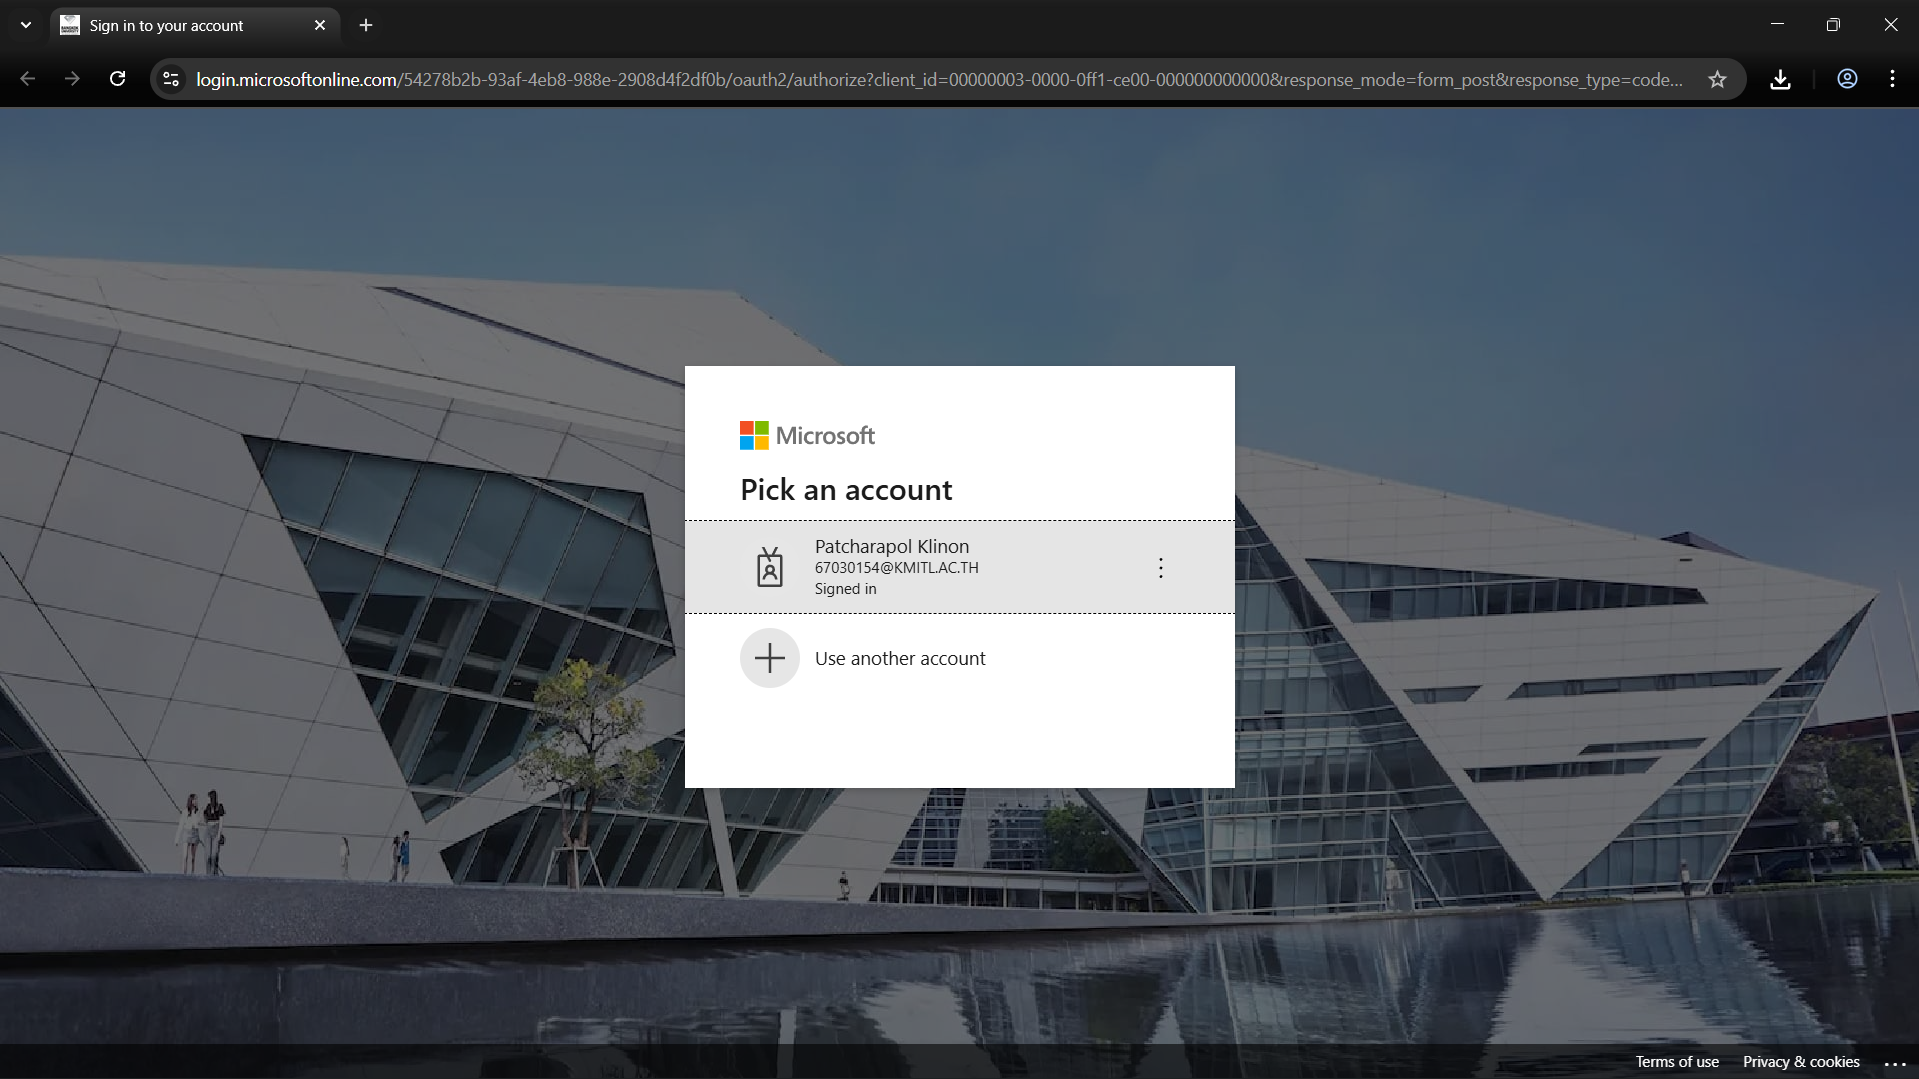 Sign in to your account
login.microsoftonline.com/54278b2b-93af-4eb8-988e-2908d4f2df0b/oauth2/authorize?client_id=00000003-0000-0ff1-ce00-000000000000&response_mode=form_post&response_type=code...
Microsoft
Pick an account
Patcharapol Klinon
67030154@KMITL.AC.TH
Signed in
Use another account
Terms of use
Privacy & cookies
...